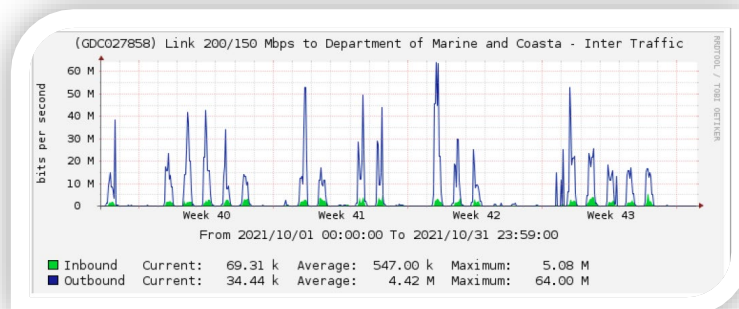 (GDC027858) Link 200/150 Mbps to Department of Marine and Coasta - Inter Traffic
RRDTOOL / TOBI OETIKER
bits per second
60 M
50 M
40 M
30 M
20 M
10 M
0
Week 40 Week 41 Week 42 Week 43
From 2021/10/01 00:00:00 To 2021/10/31 23:59:00
Inbound Current: 69.31 k Average: 547.00 k Maximum: 5.08 M
Outbound Current: 34.44 k Average: 4.42 M Maximum: 64.00 M